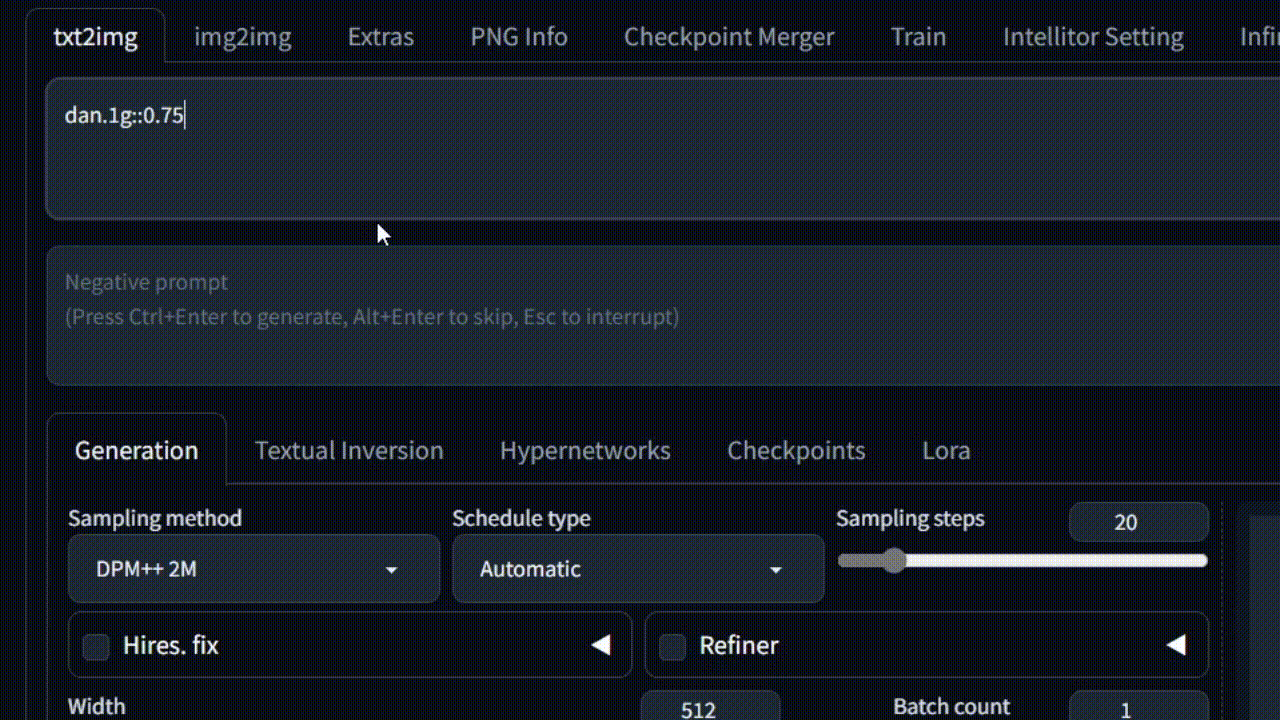 txt2img img2img Extras PNG Info Checkpoint Merger Train Intellitor Setting
dan.1g::0.75
Negative prompt
(Press Ctrl+Enter to generate, Alt+Enter to skip, Esc to interrupt)
Generation Textual Inversion Hypernetworks Checkpoints Lora
Sampling method Schedule type Sampling steps 20
DPM++ 2M Automatic
Hires. fix Refiner
Width 512 Batch count 1